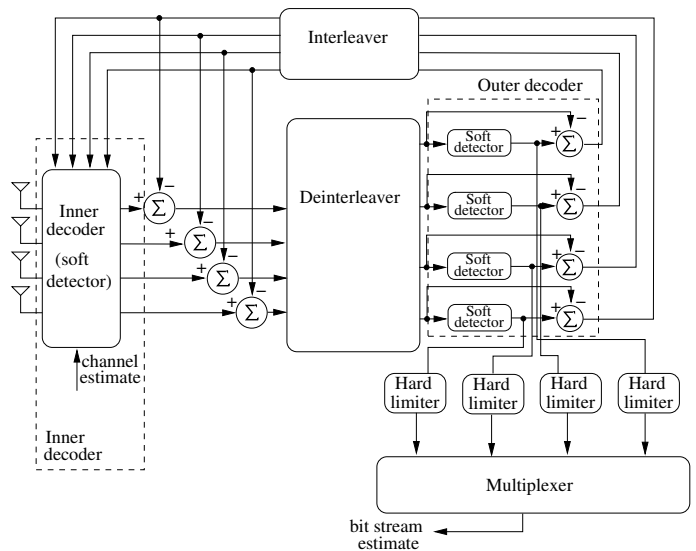 Interleaver
Outer decoder
Soft
detector
+
−
Σ
Inner
decoder
(soft
detector)
+
−
Σ
+
−
Σ
+
−
Σ
+
−
Σ
Deinterleaver
Soft
detector
+
−
Σ
Soft
detector
+
−
Σ
Soft
detector
+
−
Σ
channel
estimate
Inner
decoder
Hard
limiter
Hard
limiter
Hard
limiter
Hard
limiter
Multiplexer
bit stream
estimate